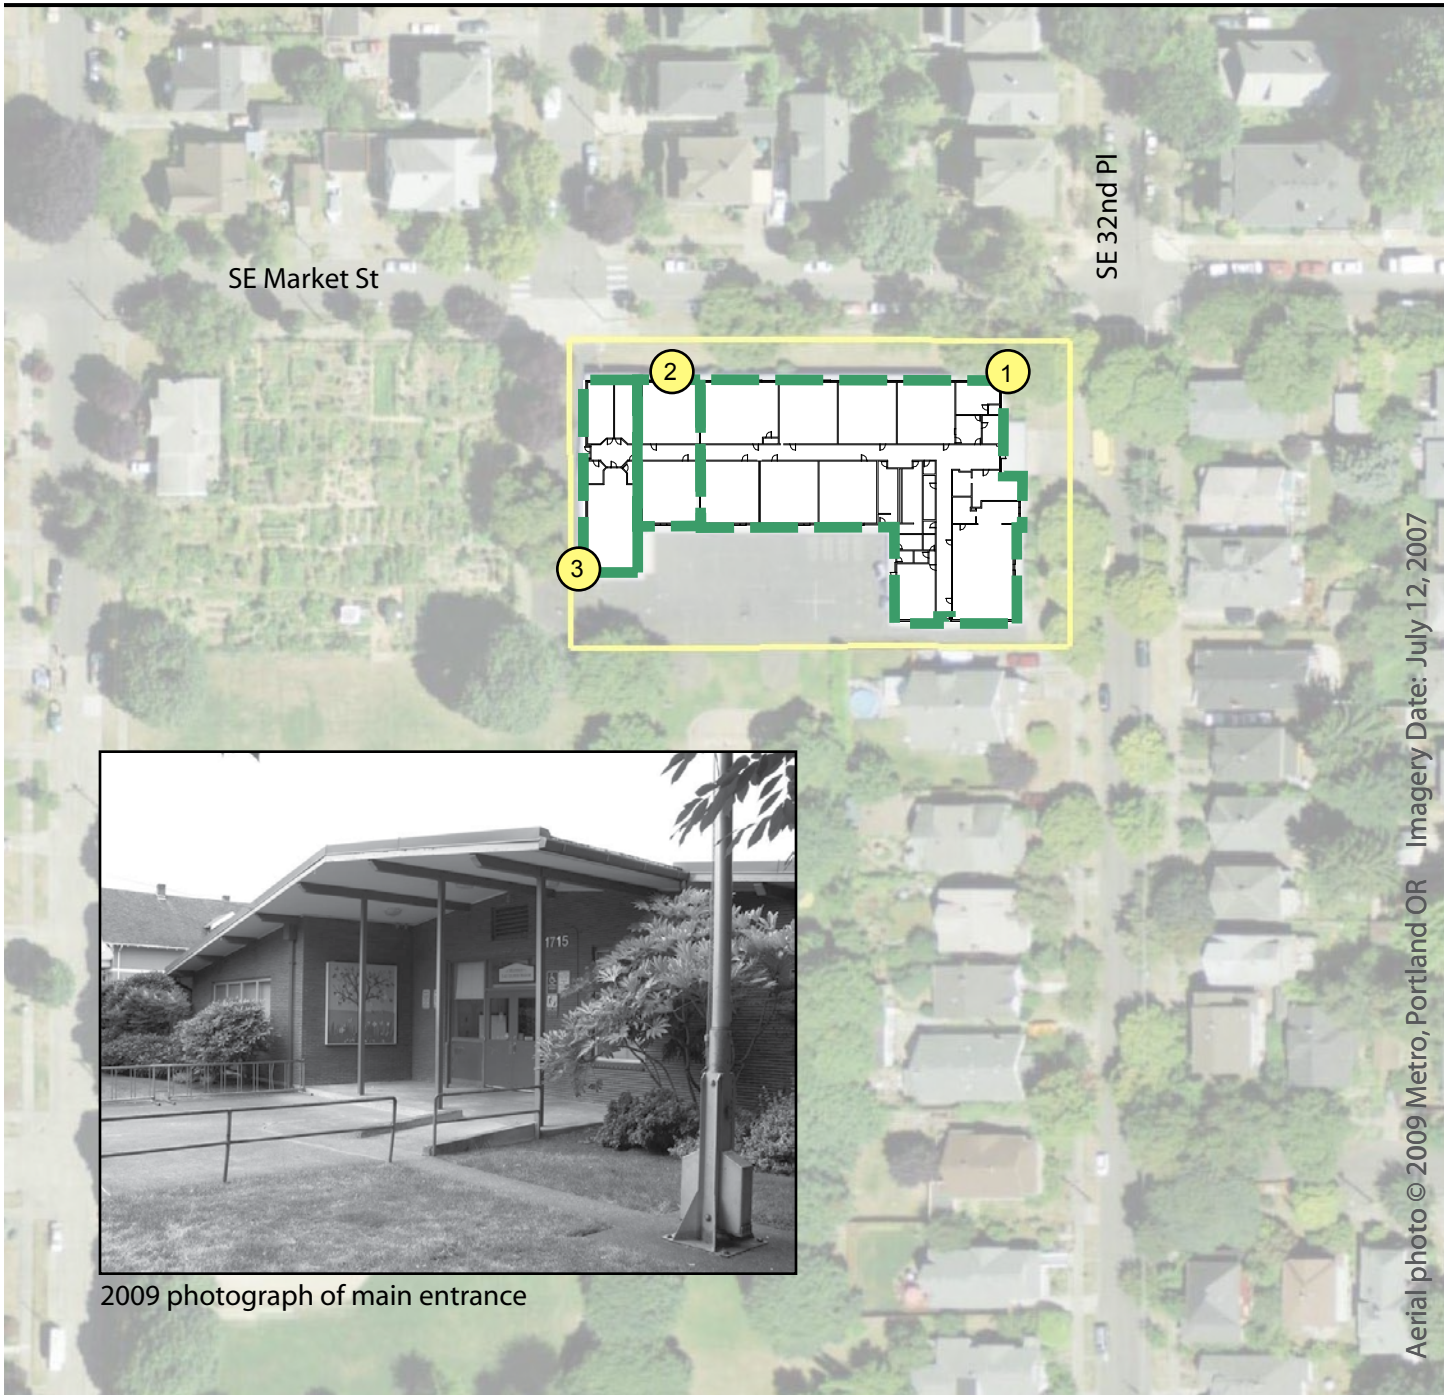 SE 32nd Pl
SE Market St
2
1
3
1715
2009 photograph of main entrance
Aerial photo © 2009 Metro, Portland OR   Imagery Date: July 12, 2007